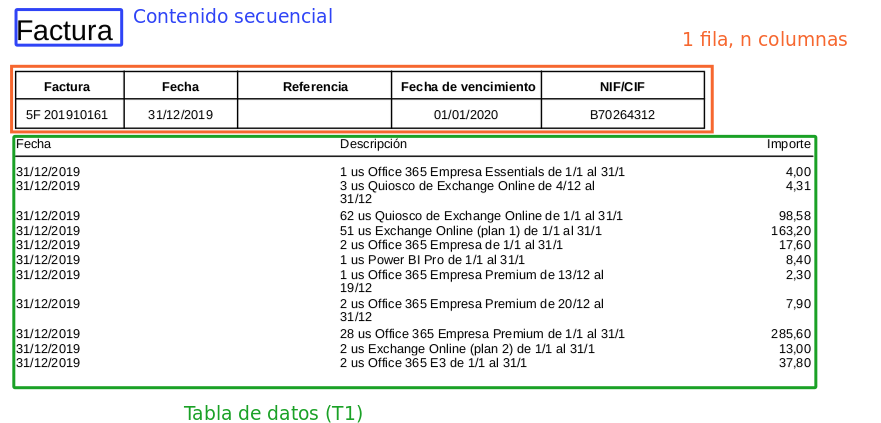 Factura
Contenido secuencial
1 fila, n columnas
Factura Fecha Referencia Fecha de vencimiento NIF/CIF
5F 201910161 31/12/2019 01/01/2020 B70264312
Fecha Descripción Importe
31/12/2019 1 us Office 365 Empresa Essentials de 1/1 al 31/1 4,00
31/12/2019 3 us Quiosco de Exchange Online de 4/12 al 4,31
31/12
31/12/2019 62 us Quiosco de Exchange Online de 1/1 al 31/1 98,58
31/12/2019 51 us Exchange Online (plan 1) de 1/1 al 31/1 163,20
31/12/2019 2 us Office 365 Empresa de 1/1 al 31/1 17,60
31/12/2019 1 us Power BI Pro de 1/1 al 31/1 8,40
31/12/2019 1 us Office 365 Empresa Premium de 13/12 al 2,30
19/12
31/12/2019 2 us Office 365 Empresa Premium de 20/12 al 7,90
31/12
31/12/2019 28 us Office 365 Empresa Premium de 1/1 al 31/1 285,60
31/12/2019 2 us Exchange Online (plan 2) de 1/1 al 31/1 13,00
31/12/2019 2 us Office 365 E3 de 1/1 al 31/1 37,80
Tabla de datos (T1)